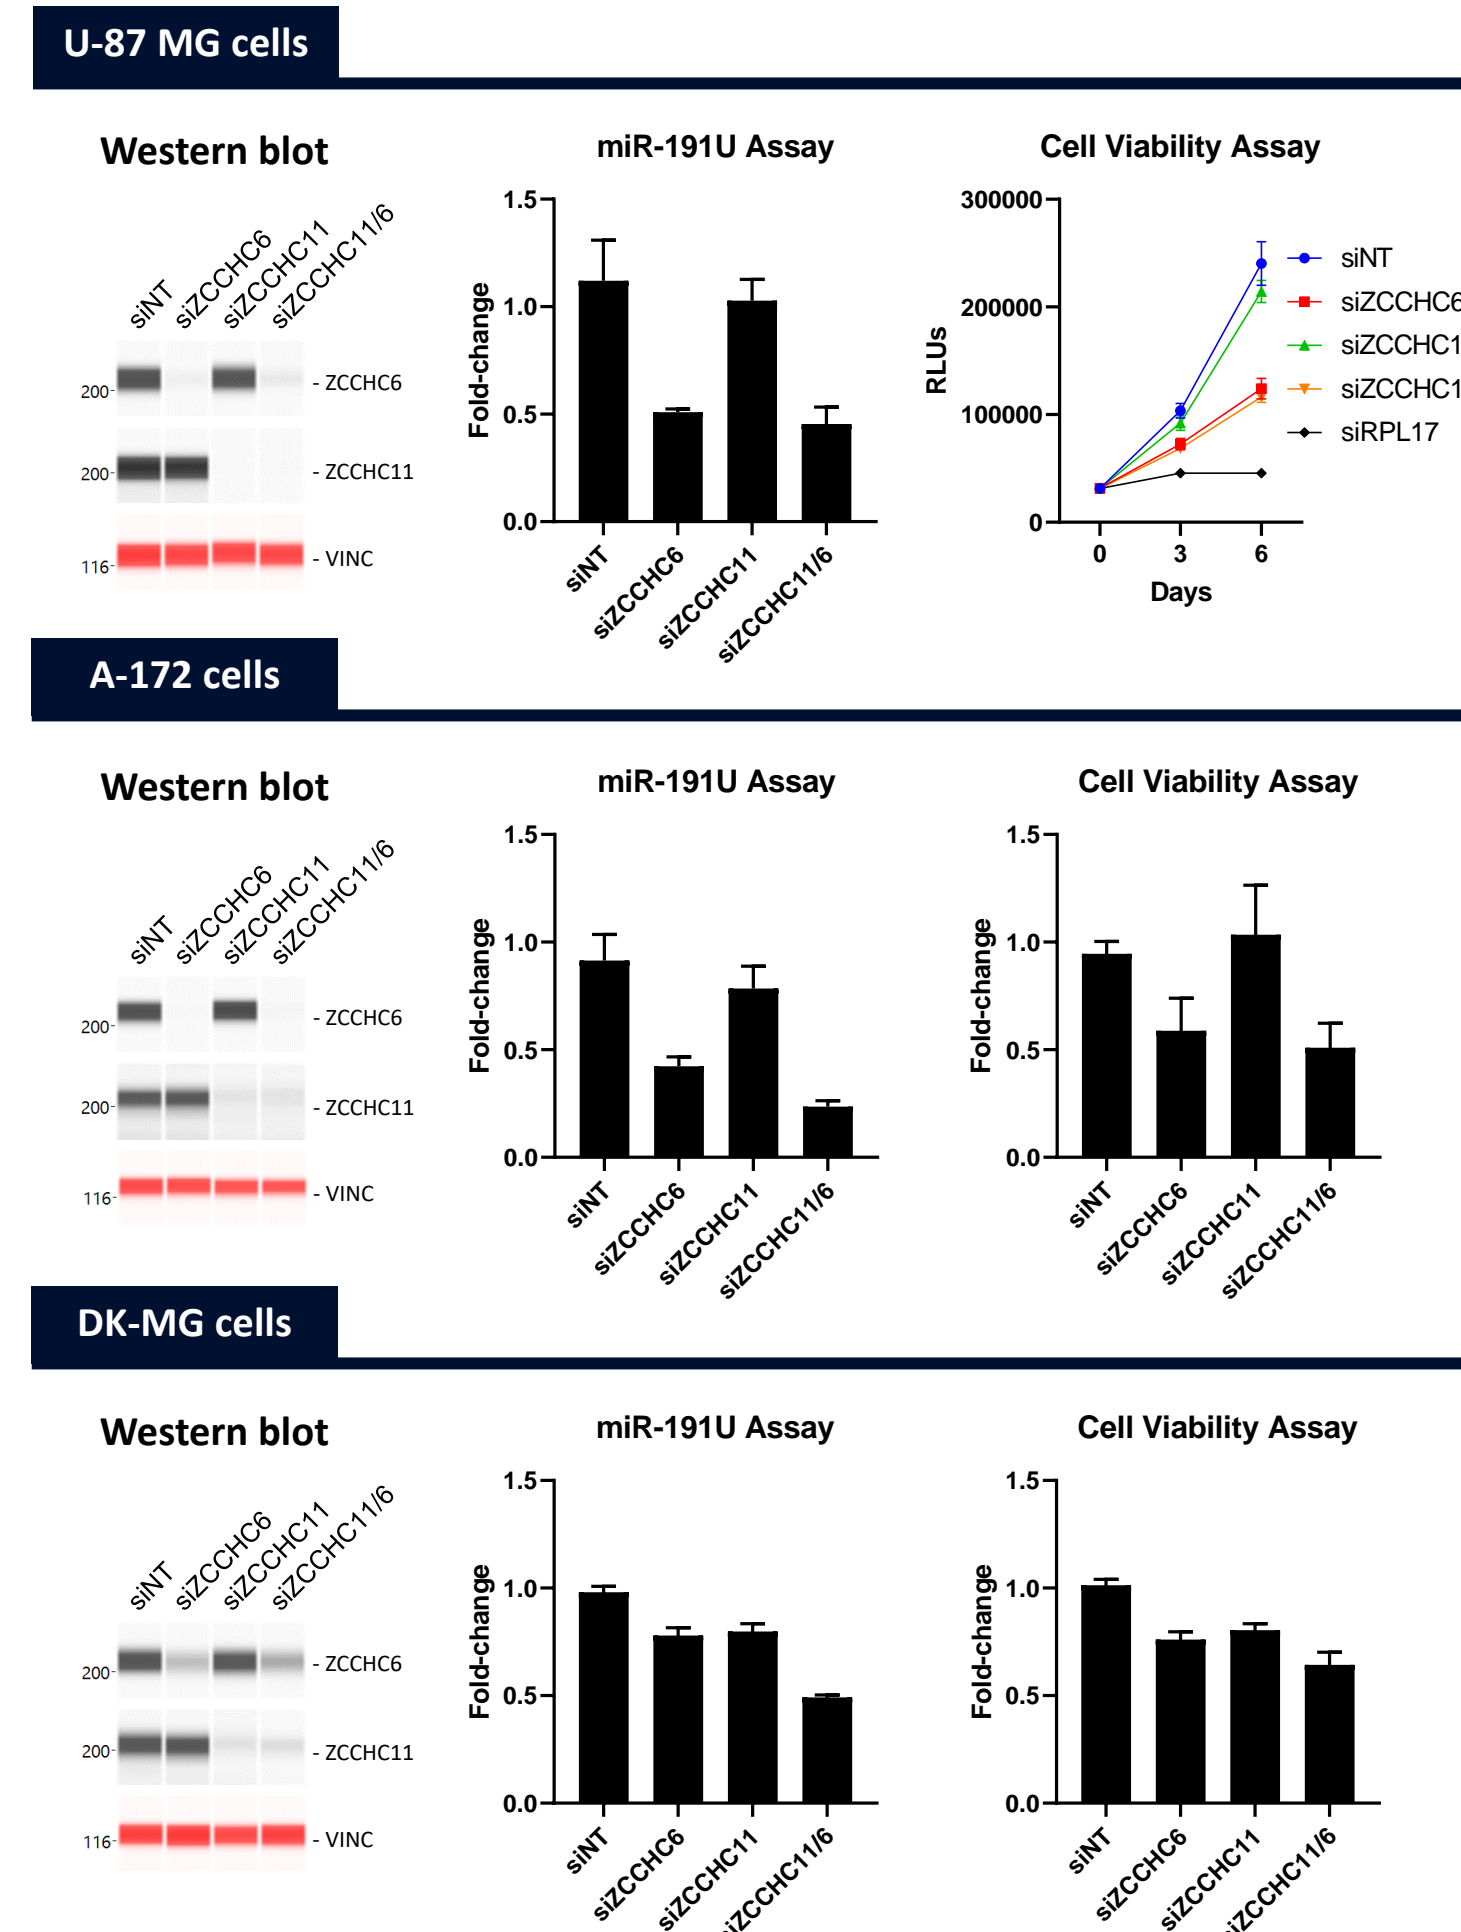 U-87 MG cells
Western blot
siNT
siZCCHC6
siZCCHC11
siZCCHC11/6
200-
- ZCCHC6
200-
- ZCCHC11
116-
- VINC
miR-191U Assay
Fold-change
1.5
1.0
0.5
0.0
siNT
siZCCHC6
siZCCHC11
siZCCHC11/6
Cell Viability Assay
RLUs
300000
200000
100000
0
0 3 6
Days
siNT
siZCCHC6
siZCCHC1
siZCCHC1
siRPL17
A-172 cells
Western blot
siNT
siZCCHC6
siZCCHC11
siZCCHC11/6
200-
- ZCCHC6
200-
- ZCCHC11
116-
- VINC
miR-191U Assay
Fold-change
1.5
1.0
0.5
0.0
siNT
siZCCHC6
siZCCHC11
siZCCHC11/6
Cell Viability Assay
Fold-change
1.5
1.0
0.5
0.0
siNT
siZCCHC6
siZCCHC11
siZCCHC11/6
DK-MG cells
Western blot
siNT
siZCCHC6
siZCCHC11
siZCCHC11/6
200-
- ZCCHC6
200-
- ZCCHC11
116-
- VINC
miR-191U Assay
Fold-change
1.5
1.0
0.5
0.0
siNT
siZCCHC6
siZCCHC11
siZCCHC11/6
Cell Viability Assay
Fold-change
1.5
1.0
0.5
0.0
siNT
siZCCHC6
siZCCHC11
siZCCHC11/6